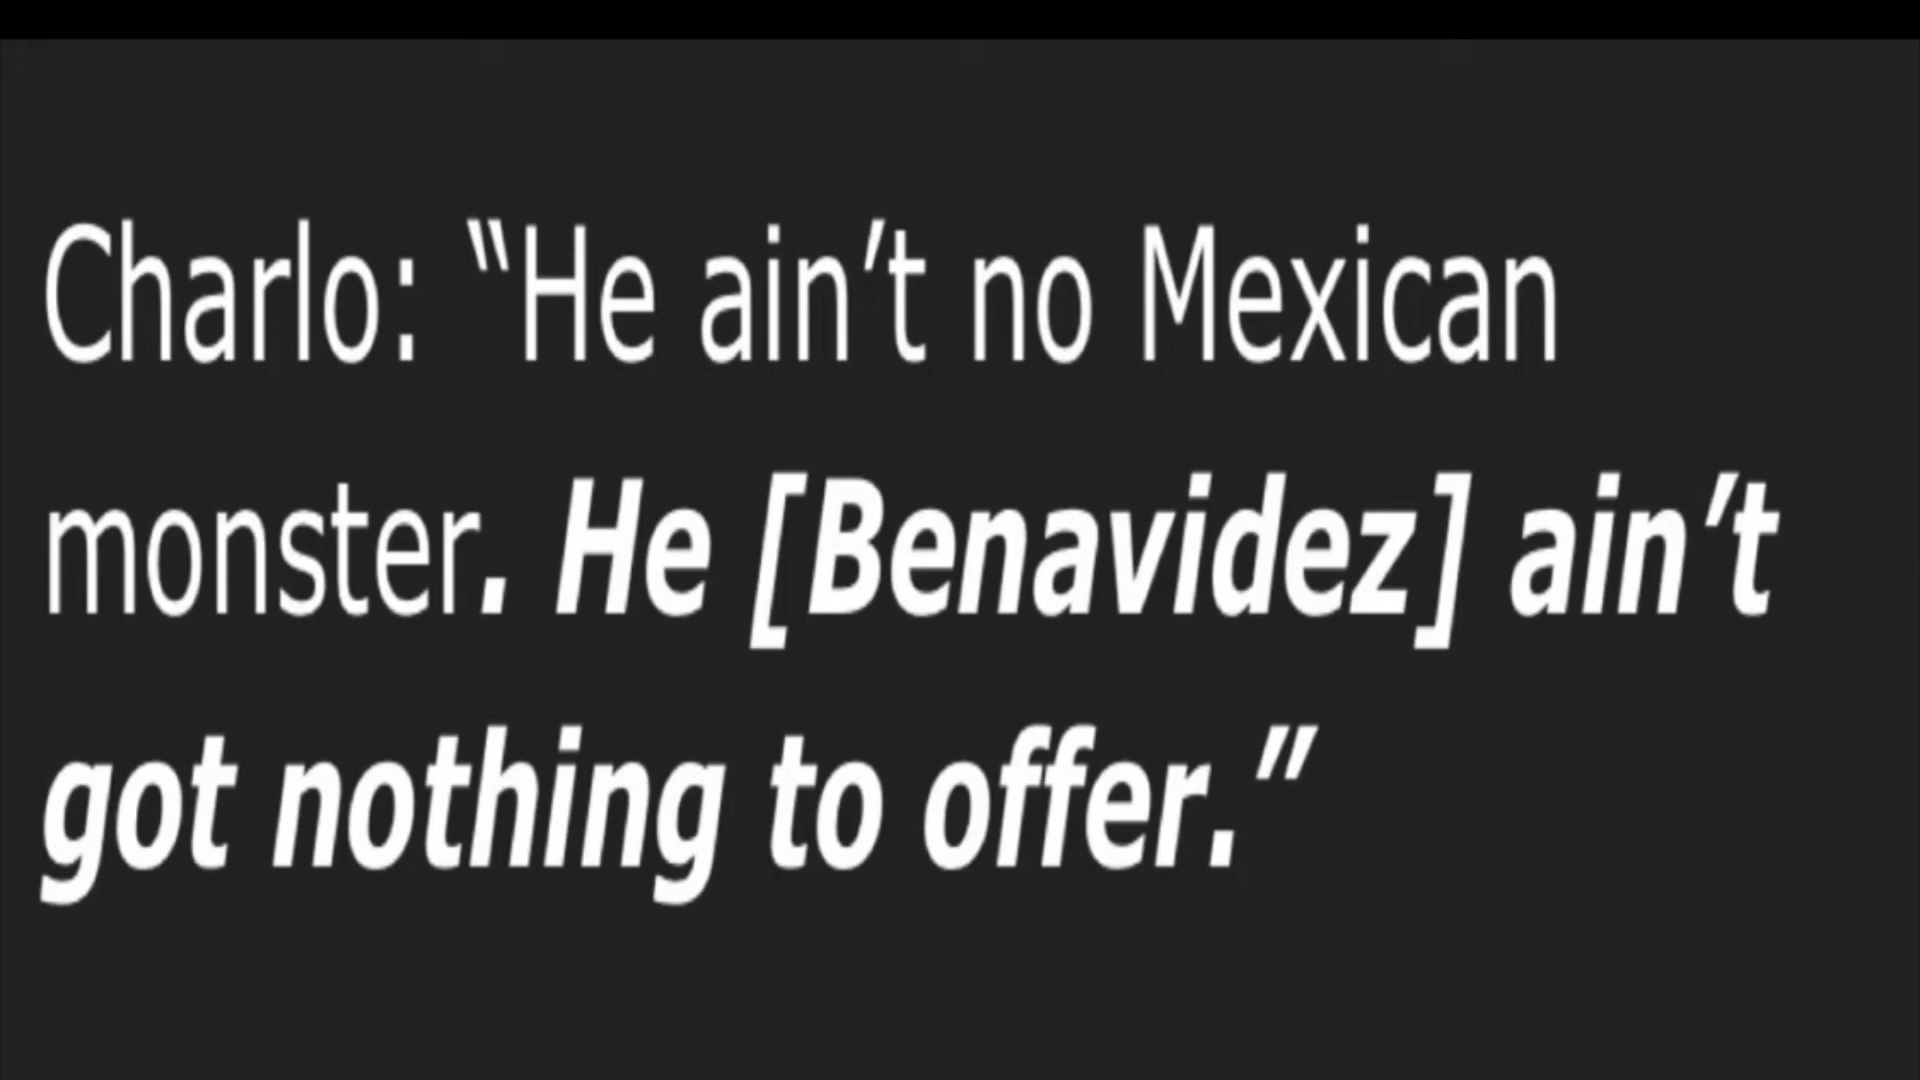 Charlo: “He ain’t no Mexican
monster. He [Benavidez] ain’t
got nothing to offer.”